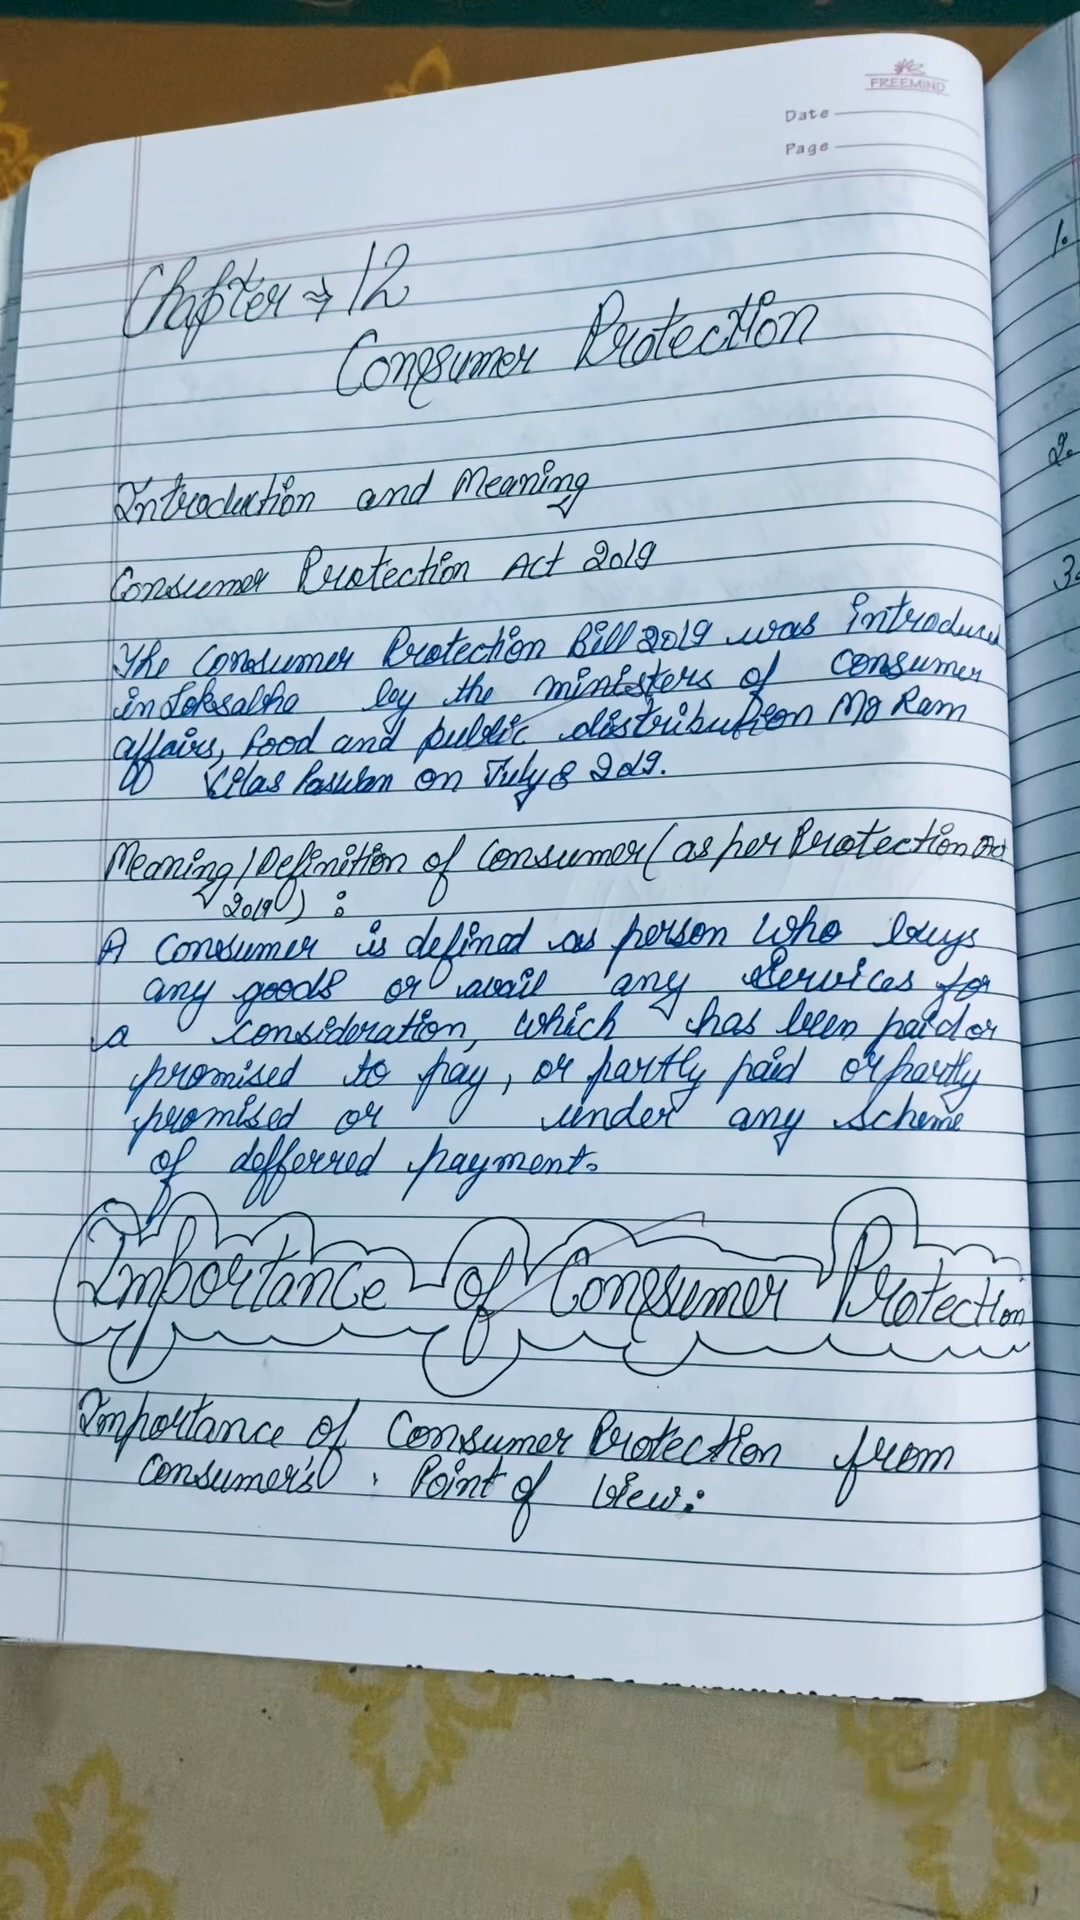 FREEMIND
Date
Page
Chapter ⇒ 12
Consumer Protection
Introduction and Meaning
Consumer Protection Act 2019
The Consumer Protection Bill 2019 was introduced
in Loksabha by the ministers of consumer
affairs, food and public distribution Mr Ram
Vilas Paswan on July 8 2019.
Meaning/Definition of Consumer (as per Protection Act
2019) :
A Consumer is defined as person who buys
any goods or avail any services for
a consideration, which has been paid or
promised to pay, or partly paid or partly
promised or under any scheme
of defferred payment.
Importance of Consumer Protection
Importance of Consumer Protection from
Consumer's Point of view:
1.
2.
3.